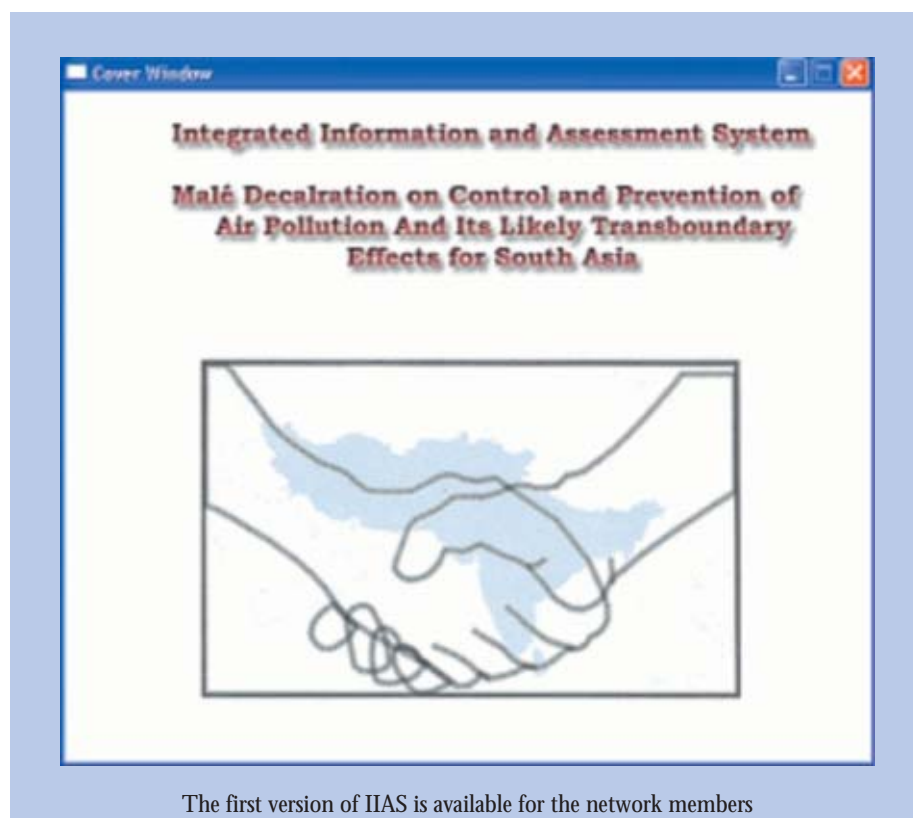 Cover Window
Integrated Information and Assessment System
Malé Decalration on Control and Prevention of
Air Pollution And Its Likely Transboundary
Effects for South Asia
The first version of IIAS is available for the network members